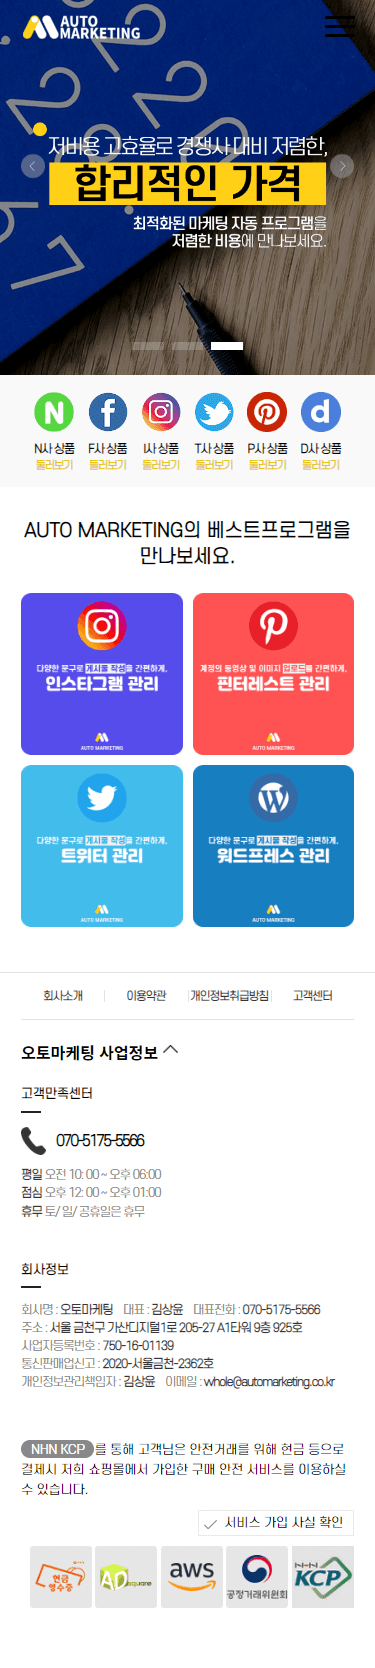 AUTO
MARKETING
저비용 고효율로 경쟁사 대비 저렴한,
합리적인 가격
최적화된 마케팅 자동 프로그램을
저렴한 비용에 만나보세요.
N사 상품 F사 상품 I사 상품 T사 상품 P사 상품 D사 상품
둘러보기 둘러보기 둘러보기 둘러보기 둘러보기 둘러보기
AUTO MARKETING의 베스트프로그램을
만나보세요.
다양한 문구로 게시물 작성을 간편하게.
인스타그램 관리
AUTO MARKETING
계정의 동영상 및 이미지 업로드를 간편하게.
핀터레스트 관리
AUTO MARKETING
다양한 문구로 게시물 작성을 간편하게.
트위터 관리
AUTO MARKETING
다양한 문구로 게시물 작성을 간편하게.
워드프레스 관리
AUTO MARKETING
회사소개 이용약관 개인정보취급방침 고객센터
오토마케팅 사업정보
고객만족센터
070-5175-5566
평일 오전 10: 00 ~ 오후 06:00
점심 오후 12: 00 ~ 오후 01:00
휴무 토/ 일/ 공휴일은 휴무
회사정보
회사명 : 오토마케팅 대표 : 김상윤 대표전화 : 070-5175-5566
주소 : 서울 금천구 가산디지털1로 205-27 A1타워 9층 925호
사업자등록번호 : 750-16-01139
통신판매업신고 : 2020-서울금천-2362호
개인정보관리책임자 : 김상윤 이메일 : whole@automarketing.co.kr
NHN KCP 를 통해 고객님은 안전거래를 위해 현금 등으로
결제시 저희 쇼핑몰에서 가입한 구매 안전 서비스를 이용하실
수 있습니다.
서비스 가입 사실 확인
현금
영수증
AD square
aws
공정거래위원회
NHN
KCP